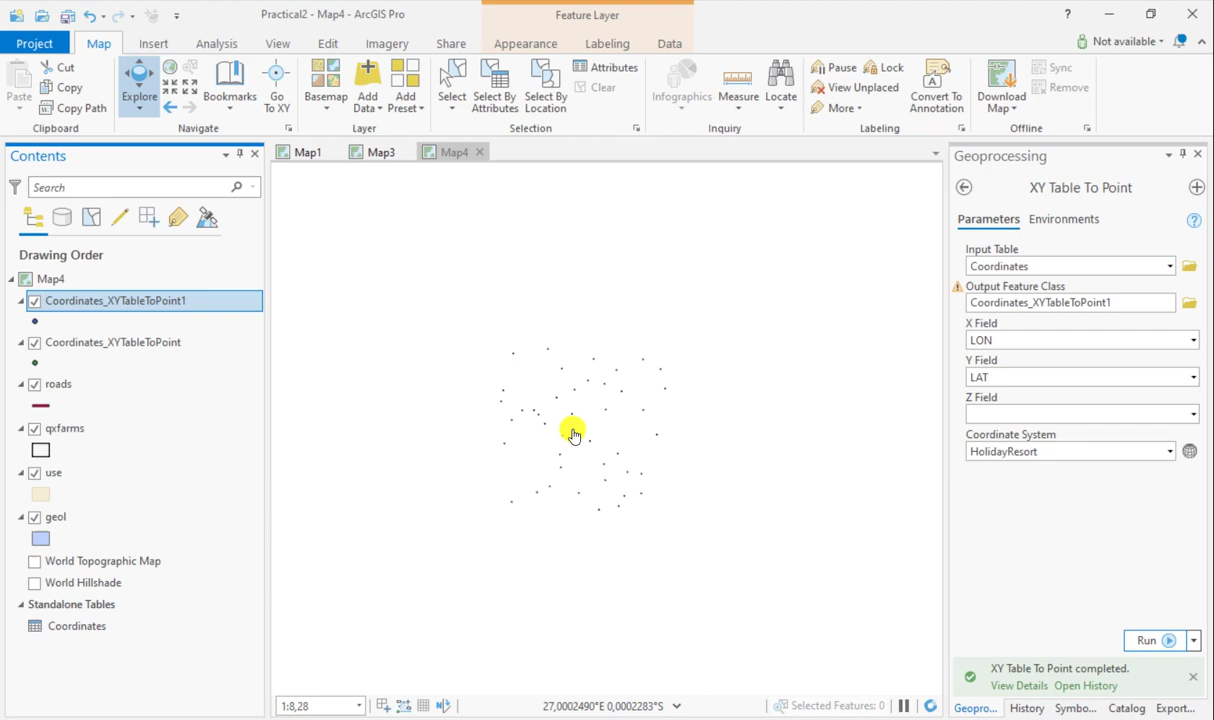 Practical2 - Map4 - ArcGIS Pro
Feature Layer
?
Project
Map
Insert
Analysis
View
Edit
Imagery
Share
Appearance
Labeling
Data
Not available
Paste
Cut
Copy
Copy Path
Clipboard
Explore
Bookmarks
Go To XY
Navigate
Basemap
Add Data
Add Preset
Layer
Select
Select By Attributes
Select By Location
Attributes
Clear
Selection
Infographics
Measure
Locate
Inquiry
Pause
Lock
View Unplaced
More
Convert To Annotation
Labeling
Download Map
Sync
Remove
Offline
Contents
Search
Drawing Order
Map4
Coordinates_XYTableToPoint1
Coordinates_XYTableToPoint
roads
qxfarms
use
geol
World Topographic Map
World Hillshade
Standalone Tables
Coordinates
Map1
Map3
Map4
1:8,28
27,0002490°E 0,0002283°S
Selected Features: 0
Geoprocessing
XY Table To Point
Parameters
Environments
?
Input Table
Coordinates
Output Feature Class
Coordinates_XYTableToPoint1
X Field
LON
Y Field
LAT
Z Field
Coordinate System
HolidayResort
Run
XY Table To Point completed.
View Details Open History
Geopro...
History
Symbo...
Catalog
Export...